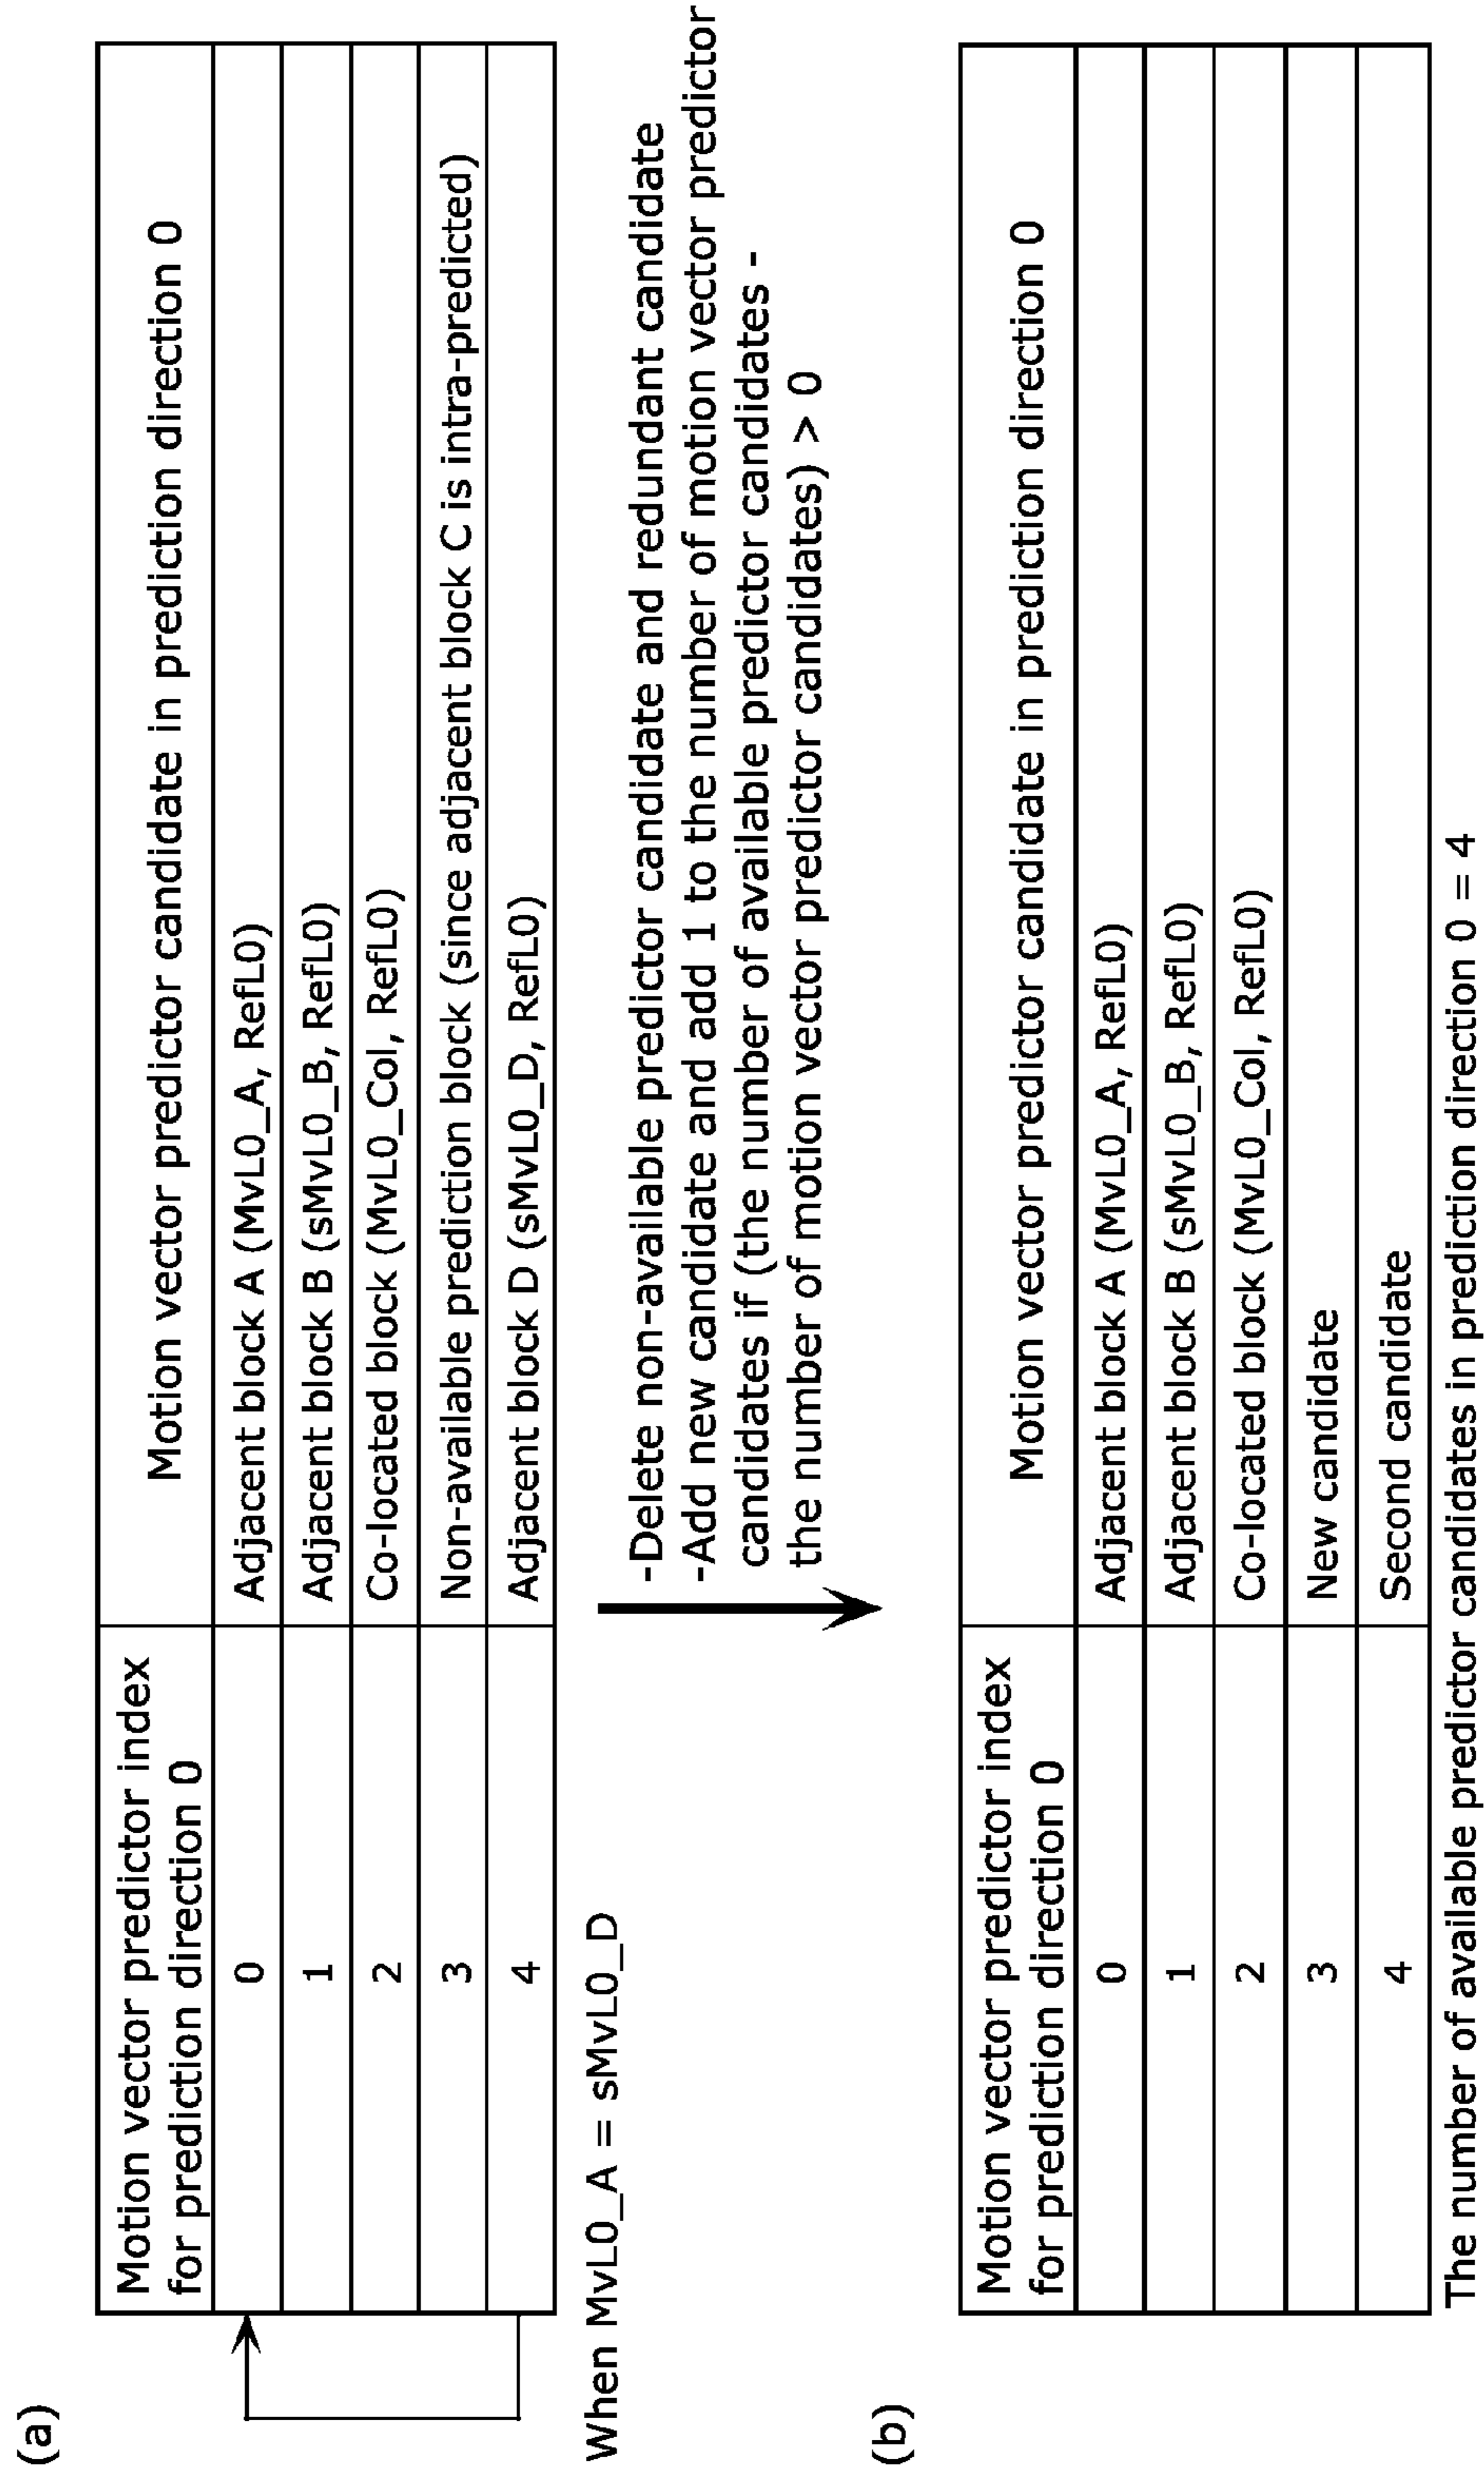 (a)
Motion vector predictor index
for prediction direction 0
Motion vector predictor candidate in prediction direction 0
0
Adjacent block A (MvL0_A, RefL0)
1
Adjacent block B (sMvL0_B, RefL0)
2
Co-located block (MvL0_Col, RefL0)
3
Non-available prediction block (since adjacent block C is intra-predicted)
4
Adjacent block D (sMvL0_D, RefL0)
When MvL0_A = sMvL0_D
-Delete non-available predictor candidate and redundant candidate
-Add new candidate and add 1 to the number of motion vector predictor
candidates if (the number of available predictor candidates -
the number of motion vector predictor candidates) > 0
(b)
Motion vector predictor index
for prediction direction 0
Motion vector predictor candidate in prediction direction 0
0
Adjacent block A (MvL0_A, RefL0)
1
Adjacent block B (sMvL0_B, RefL0)
2
Co-located block (MvL0_Col, RefL0)
3
New candidate
4
Second candidate
The number of available predictor candidates in prediction direction 0 = 4